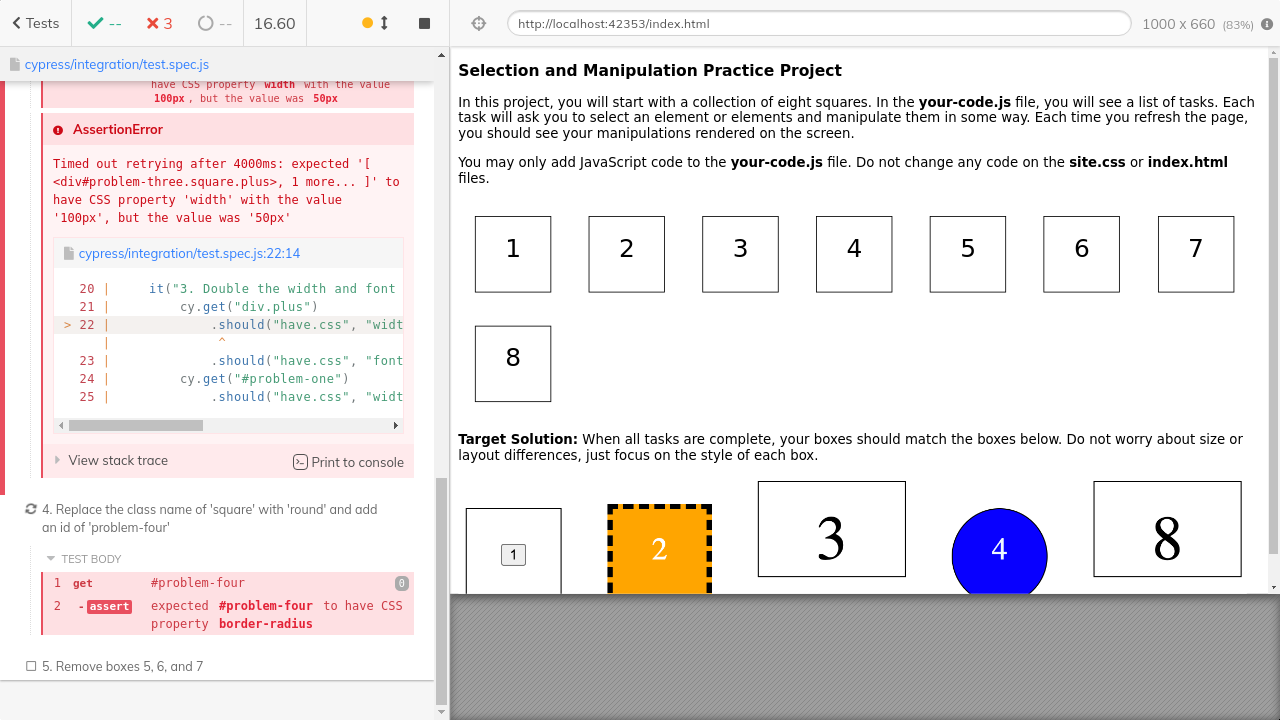 Tests
--
3
--
16.60
cypress/integration/test.spec.js
have CSS property width with the value
100px, but the value was 50px
AssertionError
Timed out retrying after 4000ms: expected '[
<div#problem-three.square.plus>, 1 more... ]' to
have CSS property 'width' with the value
'100px', but the value was '50px'
cypress/integration/test.spec.js:22:14
20 | it("3. Double the width and font
21 | cy.get("div.plus")
> 22 | .should("have.css", "widt
| ^
23 | .should("have.css", "font
24 | cy.get("#problem-one")
25 | .should("have.css", "widt
View stack trace
Print to console
4. Replace the class name of 'square' with 'round' and add
an id of 'problem-four'
TEST BODY
1 get #problem-four 0
2 -assert expected #problem-four to have CSS
property border-radius
5. Remove boxes 5, 6, and 7
http://localhost:42353/index.html
1000 x 660 (83%)
Selection and Manipulation Practice Project
In this project, you will start with a collection of eight squares. In the your-code.js file, you will see a list of tasks. Each
task will ask you to select an element or elements and manipulate them in some way. Each time you refresh the page,
you should see your manipulations rendered on the screen.
You may only add JavaScript code to the your-code.js file. Do not change any code on the site.css or index.html
files.
1
2
3
4
5
6
7
8
Target Solution: When all tasks are complete, your boxes should match the boxes below. Do not worry about size or
layout differences, just focus on the style of each box.
1
2
3
4
8